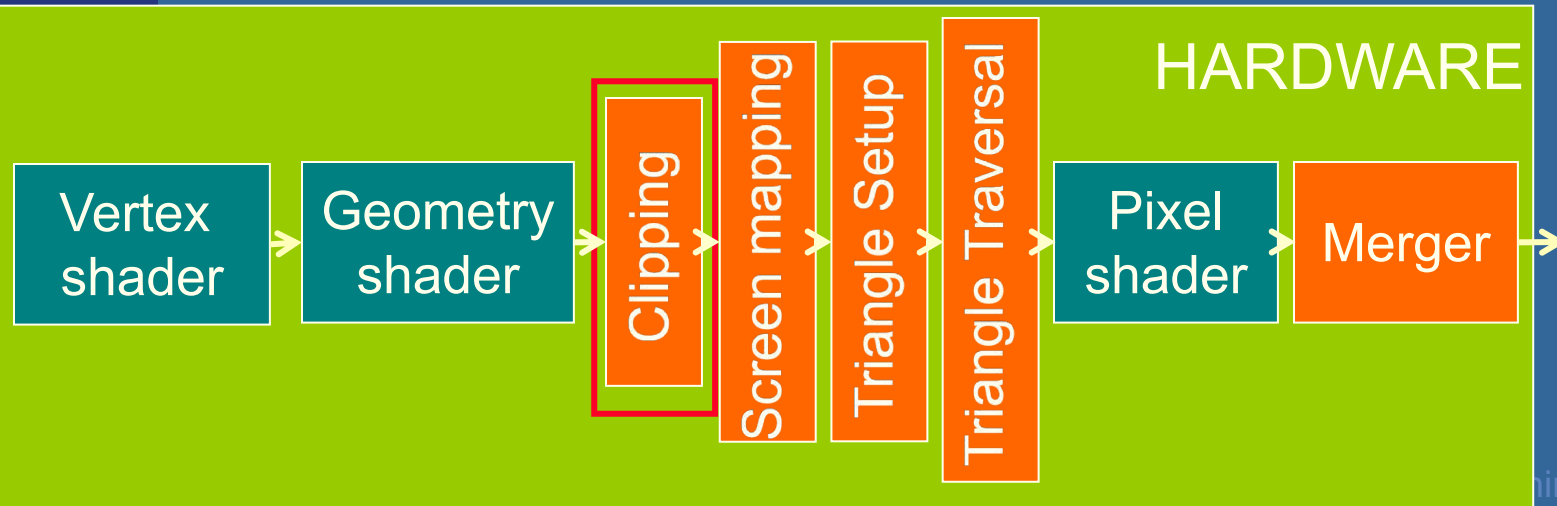 HARDWARE
Vertex
shader
Geometry
shader
Clipping
Screen mapping
Triangle Setup
Triangle Traversal
Pixel
shader
Merger